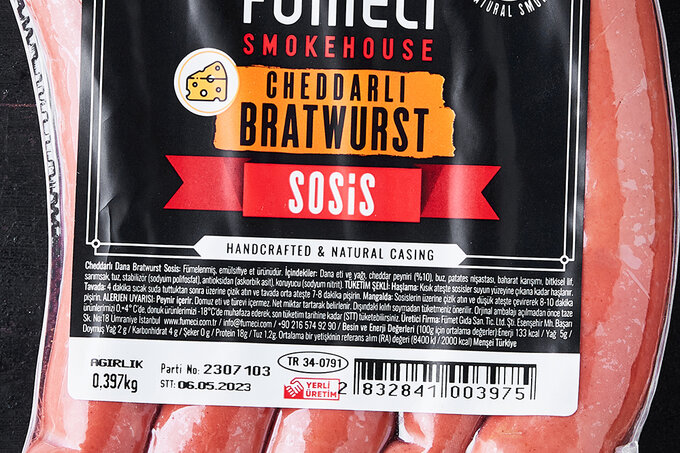 FÜMECİ
NATURAL SMO
SMOKEHOUSE
CHEDDARLI
BRATWURST
SOSİS
HANDCRAFTED & NATURAL CASING
Cheddarlı Dana Bratwurst Sosis: Fümelenmiş, emülsifiye et ürünüdür. İçindekiler: Dana eti ve yağı, cheddar peyniri (%10), buz, patates nişastası, baharat karışımı, bitkisel lif,
sarımsak, tuz, stabilizör (sodyum polifosfat), antioksidan (askorbik asit), koruyucu (sodyum nitrit). TÜKETİM ŞEKLİ: Haşlama: Kısık ateşte sosisler suyun yüzeyine çıkana kadar haşlanır.
Tavada: 4 dakika sıcak suda tuttuktan sonra üzerine çizik atın ve tavada orta ateşte 7-8 dakika pişirin. Mangalda: Sosislerin üzerine çizik atın ve düşük ateşte çevirerek 8-10 dakika
pişirin. ALERJEN UYARISI: Peynir içerir. Domuz eti ve türevi içermez. Net miktar tartarak belirlenir. Dışındaki kılıfı soymadan tüketmeniz önerilir. Orjinal ambalajı açılmadan önce taze
ürünlerimizi 0,+4°C'de, donuk ürünlerimizi -18°C'de muhafaza ederek, son tüketim tarihine kadar (STT) tüketebilirsiniz. Üretici Firma: Fümet Gıda San. Tic. Ltd. Şti. Esenşehir Mh. Başarı
Sk. No:18 Ümraniye İstanbul www.fumeci.com.tr info@fumeci.com / +90 216 574 92 90 / Besin ve Enerji Değerleri (100g için ortalama değerler) Enerji 133 kcal / Yağ 5g /
Doymuş Yağ 2 g / Karbonhidrat 4 g / Şeker 0 g / Protein 18g / Tuz 1.2g. Ortalama bir yetişkinin referans alım (RA) değeri (8400 kJ / 2000 kcal) Menşei Türkiye
AĞIRLIK
0.397kg
Parti No: 2307103
STT: 06.05.2023
TR 34-0791
YERLİ
ÜRETİM
2 832841 003975